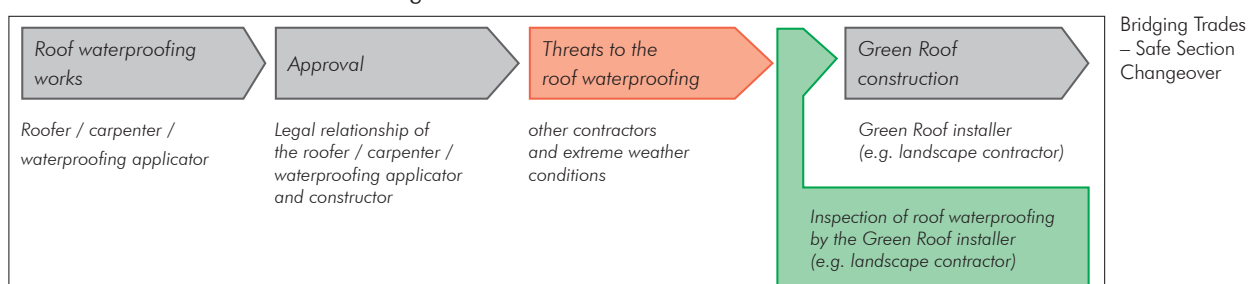 Roof waterproofing
works
Approval
Threats to the
roof waterproofing
Green Roof
construction
Bridging Trades
– Safe Section
Changeover
Roofer / carpenter /
waterproofing applicator
Legal relationship of
the roofer / carpenter /
waterproofing applicator
and constructor
other contractors
and extreme weather
conditions
Green Roof installer
(e.g. landscape contractor)
Inspection of roof waterproofing
by the Green Roof installer
(e.g. landscape contractor)